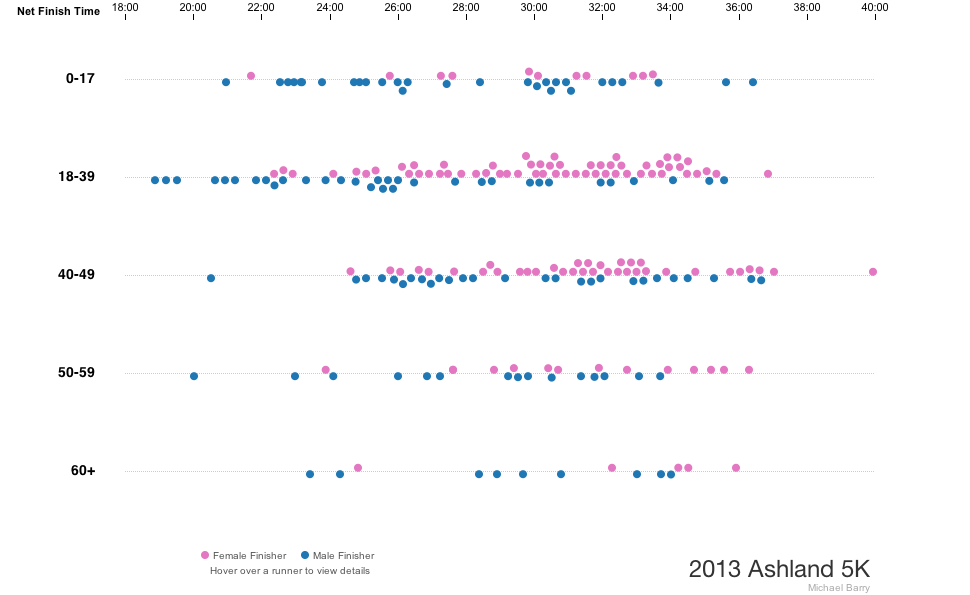 Net Finish Time 18:00 20:00 22:00 24:00 26:00 28:00 30:00 32:00 34:00 36:00 38:00 40:00
0-17
18-39
40-49
50-59
60+
Female Finisher Male Finisher
Hover over a runner to view details
2013 Ashland 5K
Michael Barry